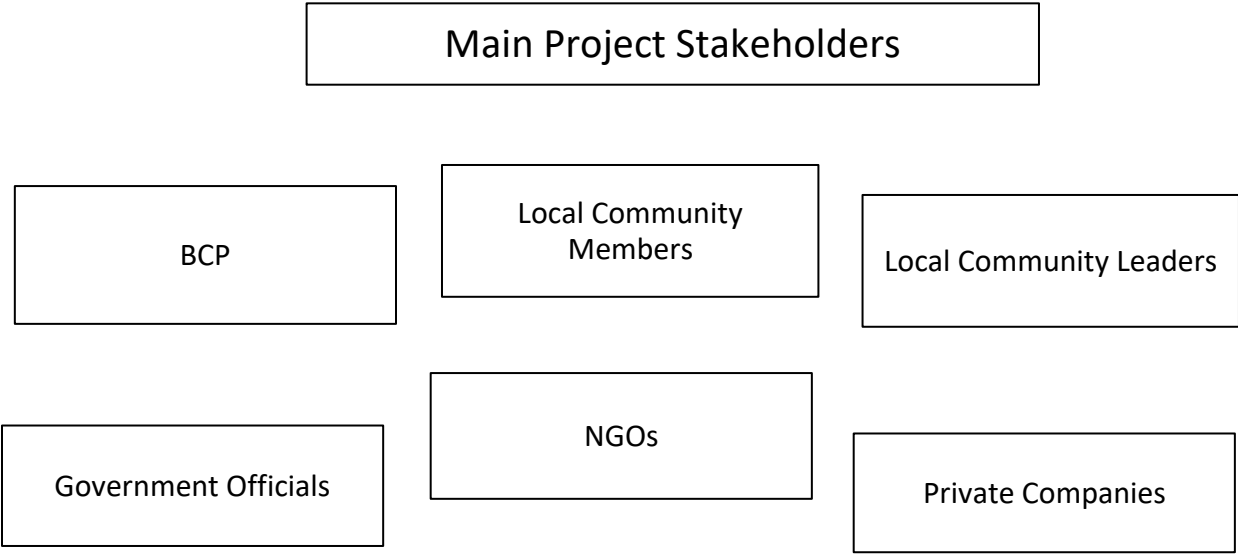 Main Project Stakeholders
BCP
Local Community
Members
Local Community Leaders
Government Officials
NGOs
Private Companies